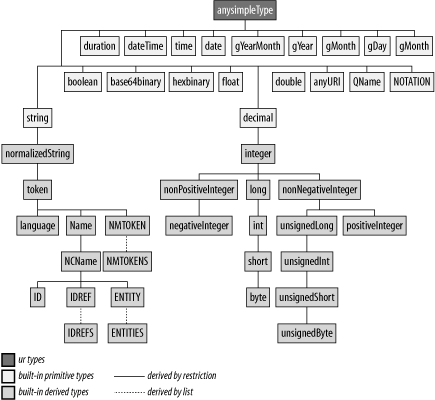 anysimpleType
duration dateTime time date gYearMonth gYear gMonth gDay gMonth
boolean base64binary hexbinary float double anyURI QName NOTATION
string decimal
normalizedString integer
token nonPositiveInteger long nonNegativeInteger
language Name NMTOKEN negativeInteger int unsignedLong positiveInteger
NCName NMTOKENS short unsignedInt
ID IDREF ENTITY byte unsignedShort
IDREFS ENTITIES unsignedByte
ur types
built-in primitive types derived by restriction
built-in derived types derived by list